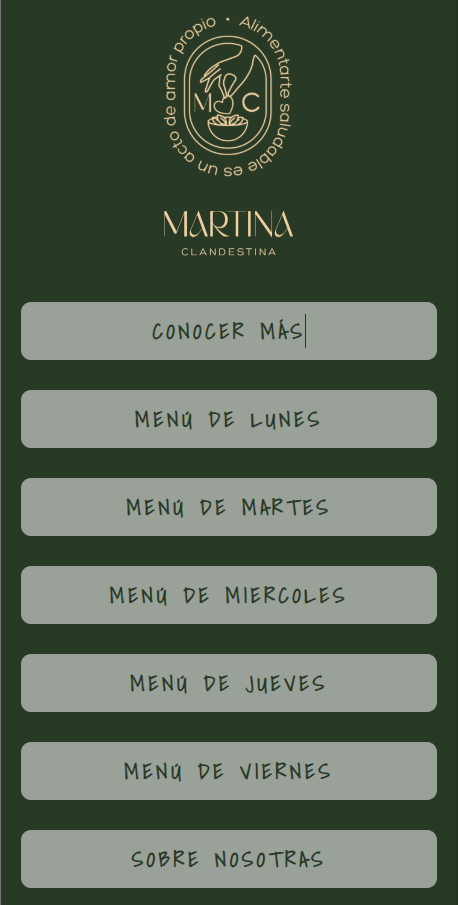 Alimentarte saludable es un acto de amor propio •
M C
MARTINA
CLANDESTINA
CONOCER MÁS
MENÚ DE LUNES
MENÚ DE MARTES
MENÚ DE MIERCOLES
MENÚ DE JUEVES
MENÚ DE VIERNES
SOBRE NOSOTRAS